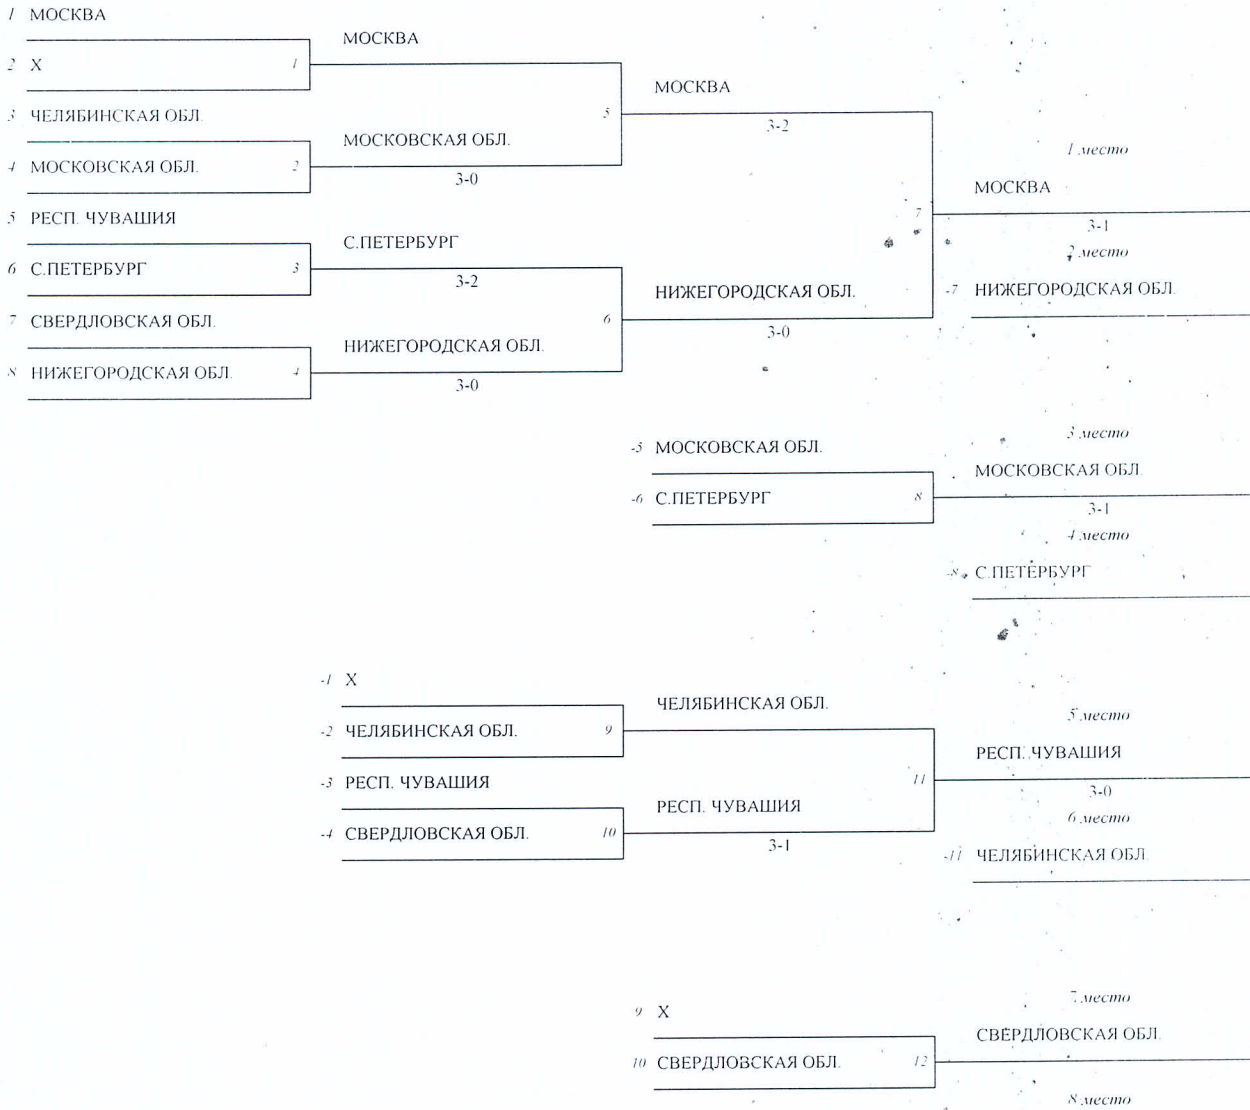 1 МОСКВА
МОСКВА
2 Х 1
МОСКВА
3 ЧЕЛЯБИНСКАЯ ОБЛ. 5
3-2
МОСКОВСКАЯ ОБЛ.
1 место
4 МОСКОВСКАЯ ОБЛ. 2
3-0
МОСКВА
5 РЕСП. ЧУВАШИЯ 7
3-1
С.ПЕТЕРБУРГ
2 место
6 С.ПЕТЕРБУРГ 3
3-2
НИЖЕГОРОДСКАЯ ОБЛ. -7 НИЖЕГОРОДСКАЯ ОБЛ.
7 СВЕРДЛОВСКАЯ ОБЛ. 6
3-0
НИЖЕГОРОДСКАЯ ОБЛ.
8 НИЖЕГОРОДСКАЯ ОБЛ. 4
3-0
3 место
-5 МОСКОВСКАЯ ОБЛ.
МОСКОВСКАЯ ОБЛ.
-6 С.ПЕТЕРБУРГ 8
3-1
4 место
-8 С.ПЕТЕРБУРГ
-1 Х
ЧЕЛЯБИНСКАЯ ОБЛ.
5 место
-2 ЧЕЛЯБИНСКАЯ ОБЛ. 9
РЕСП. ЧУВАШИЯ
-3 РЕСП. ЧУВАШИЯ 11
3-0
РЕСП. ЧУВАШИЯ
6 место
-4 СВЕРДЛОВСКАЯ ОБЛ. 10
3-1
-11 ЧЕЛЯБИНСКАЯ ОБЛ.
7 место
9 Х
СВЕРДЛОВСКАЯ ОБЛ.
10 СВЕРДЛОВСКАЯ ОБЛ. 12
8 место